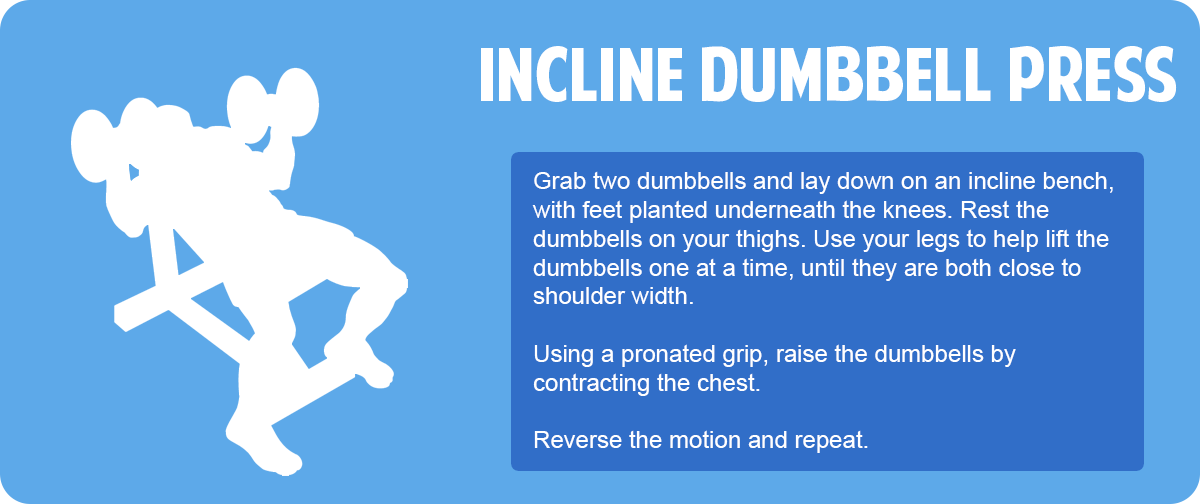 INCLINE DUMBBELL PRESS
Grab two dumbbells and lay down on an incline bench,
with feet planted underneath the knees. Rest the
dumbbells on your thighs. Use your legs to help lift the
dumbbells one at a time, until they are both close to
shoulder width.
Using a pronated grip, raise the dumbbells by
contracting the chest.
Reverse the motion and repeat.